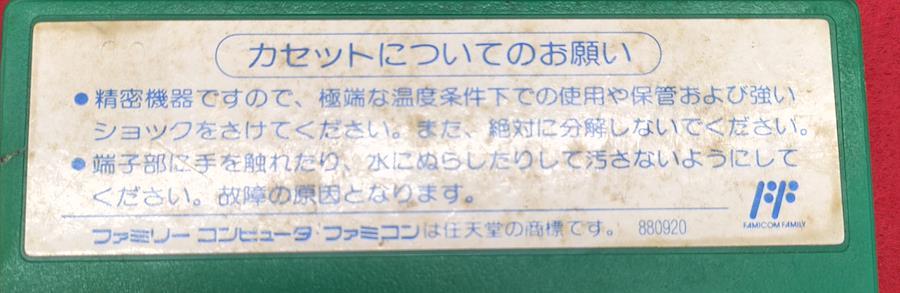 カセットについてのお願い
●精密機器ですので、極端な温度条件下での使用や保管および強い
ショックをさけてください。また、絶対に分解しないでください。
●端子部に手を触れたり、水にぬらしたりして汚さないようにして
ください。故障の原因となります。
FF
FAMICOM FAMILY
ファミリーコンピュータ ファミコンは任天堂の商標です。 880920